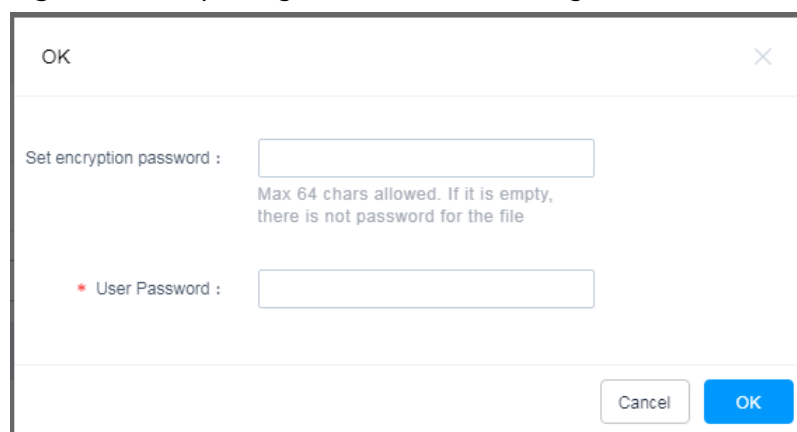 OK
Set encryption password :
Max 64 chars allowed. If it is empty,
there is not password for the file
* User Password :
Cancel
OK